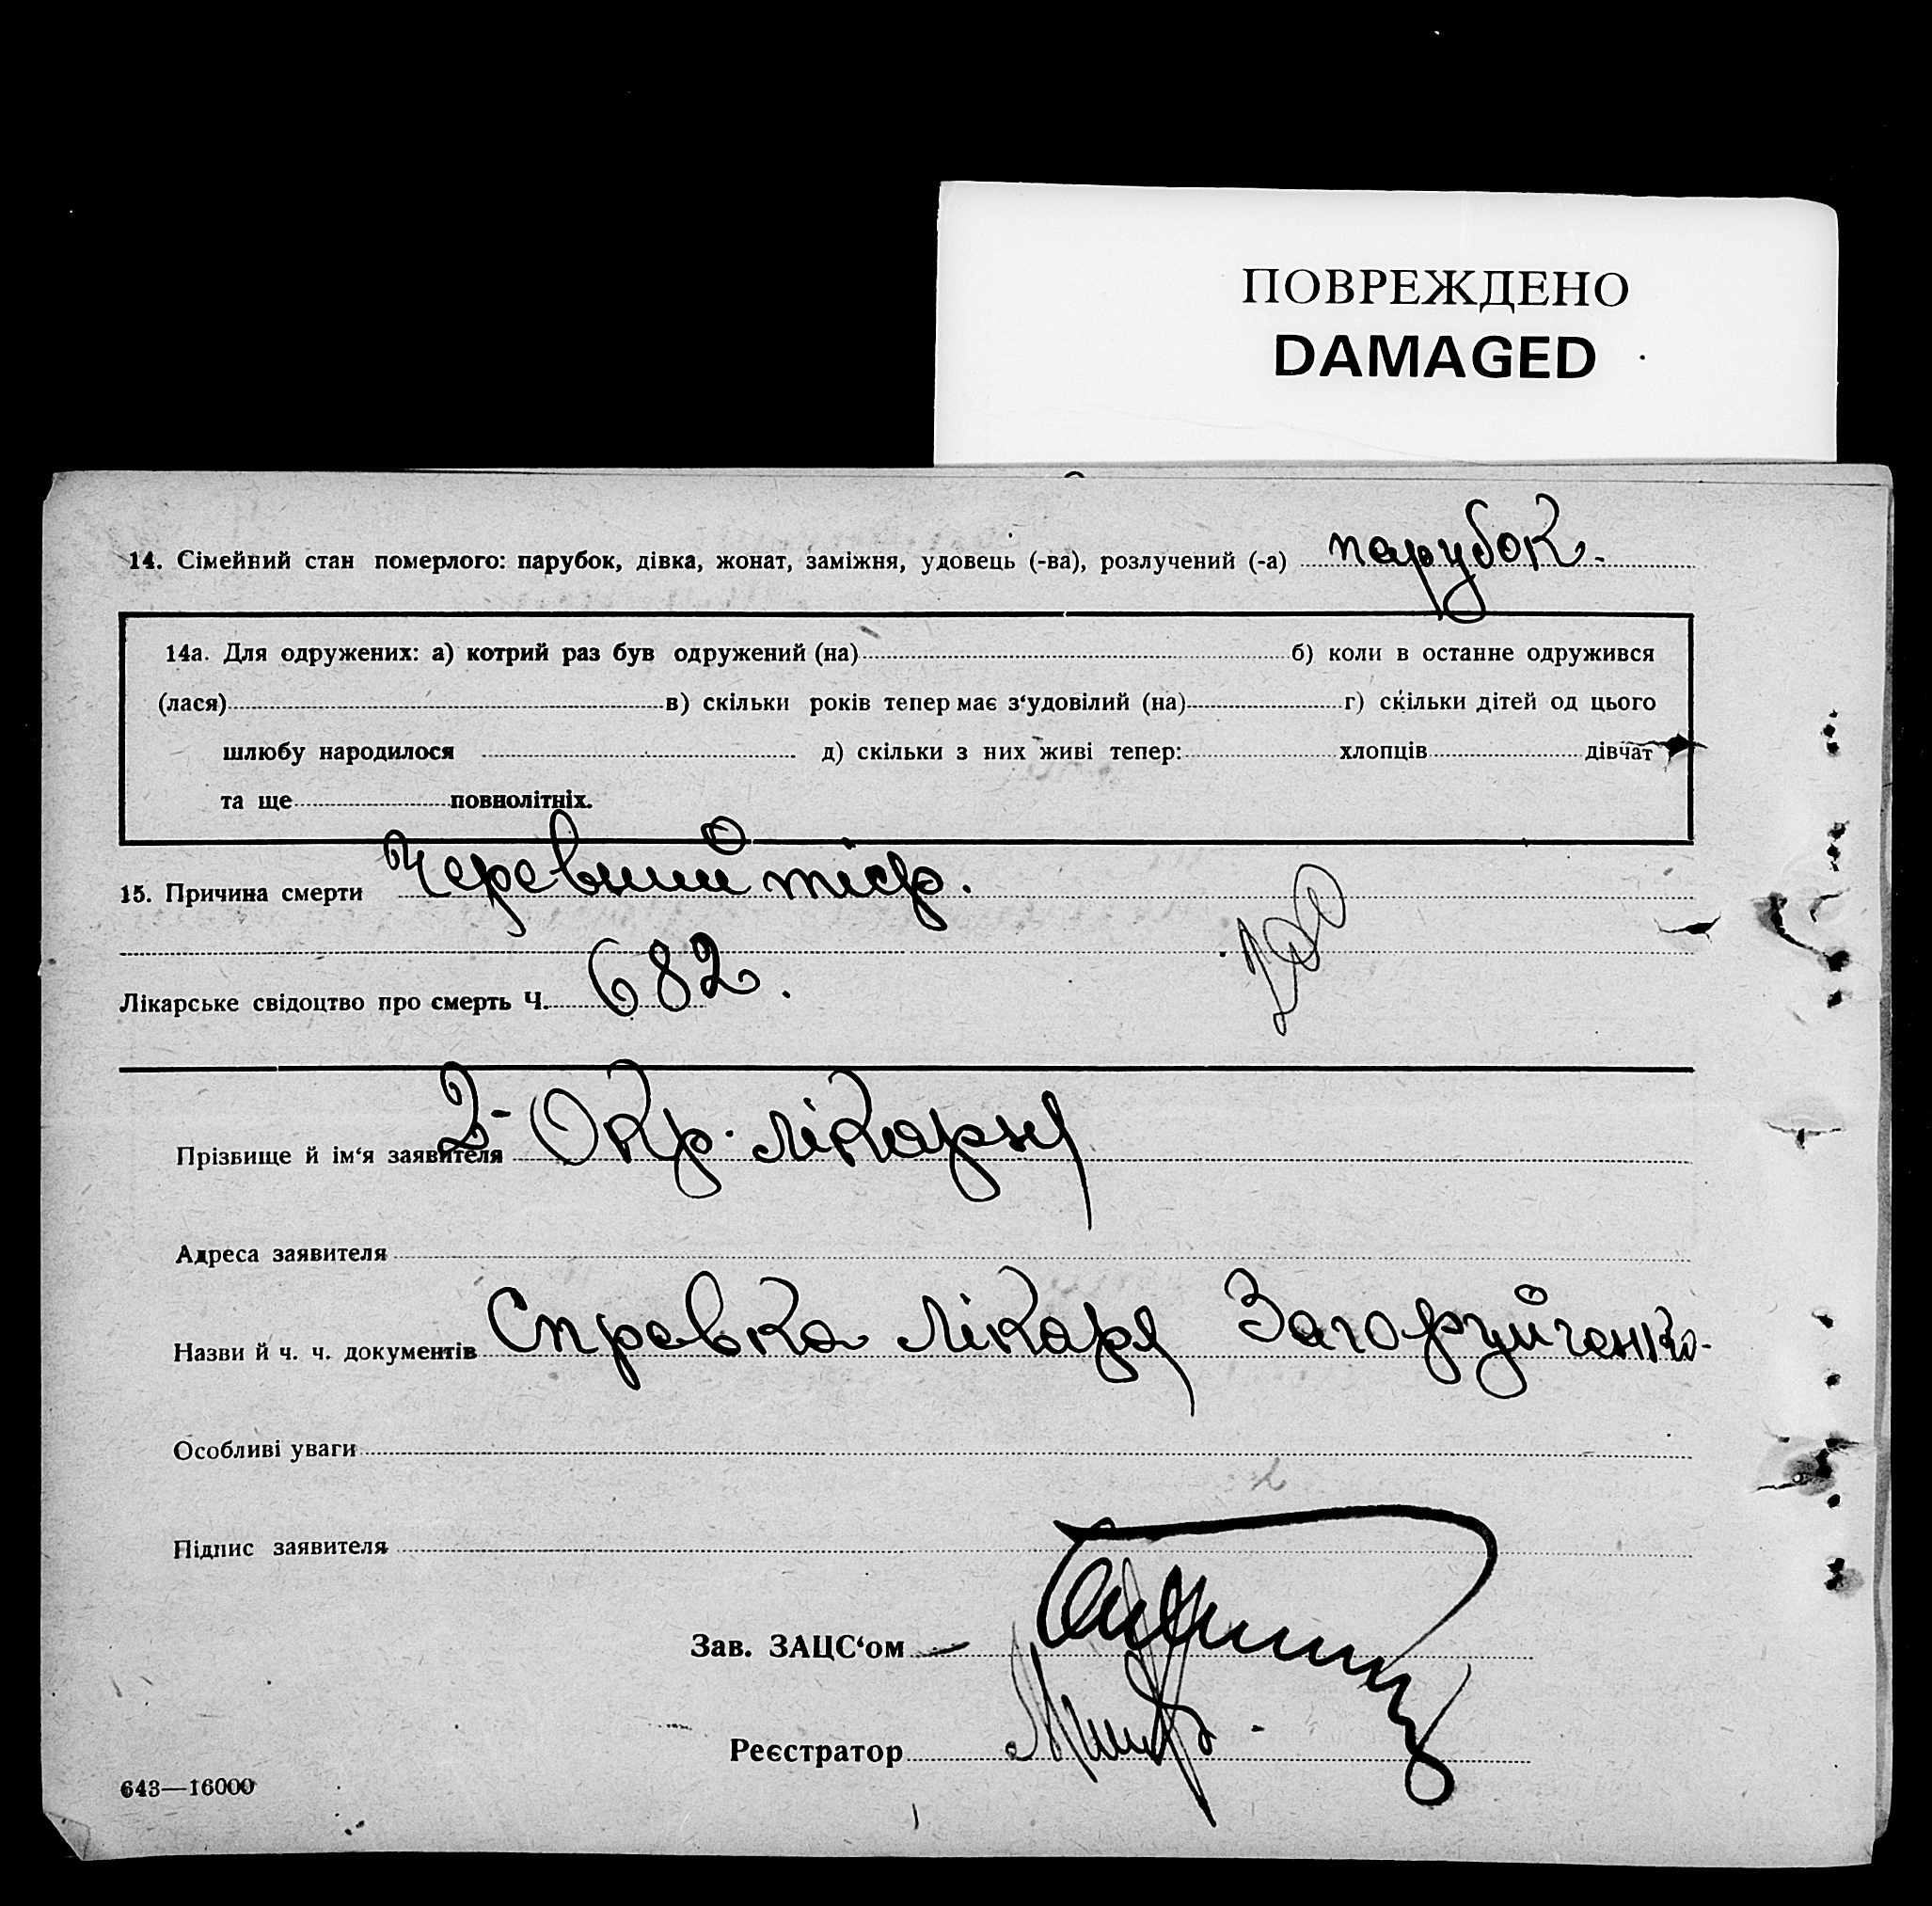 ПОВРЕЖДЕНО
DAMAGED
14. Сімейний стан померлого: парубок, дівка, жонат, заміжня, удовець (-ва), розлучений (-а) парубок.
14а. Для одружених: а) котрий раз був одружений (на) б) коли в останне одружився
(лася) в) скільки років тепер має з‘удовілий (на) г) скільки дітей од цього
шлюбу народилося д) скільки з них живі тепер: хлопців дівчат
та ще повнолітніх.
15. Причина смерти Черевний тіф.
200
Лікарське свідоцтво про смерть Ч. 682.
Прізвище й ім‘я заявителя 2-Окр. лікарня
Адреса заявителя
Назви й ч. ч. документів Справка лікаря Загоруйченко-
Особливі уваги
Підпис заявителя
Зав. ЗАЦС‘ом
Реєстратор
643—16000